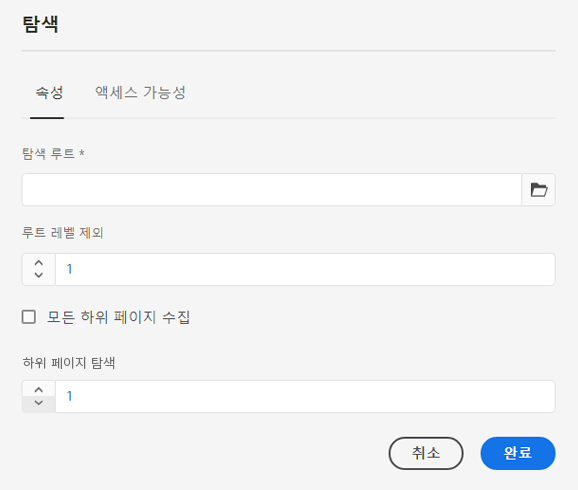 탐색
속성 액세스 가능성
탐색 루트 *
루트 레벨 제외
1
모든 하위 페이지 수집
하위 페이지 탐색
1
취소 완료